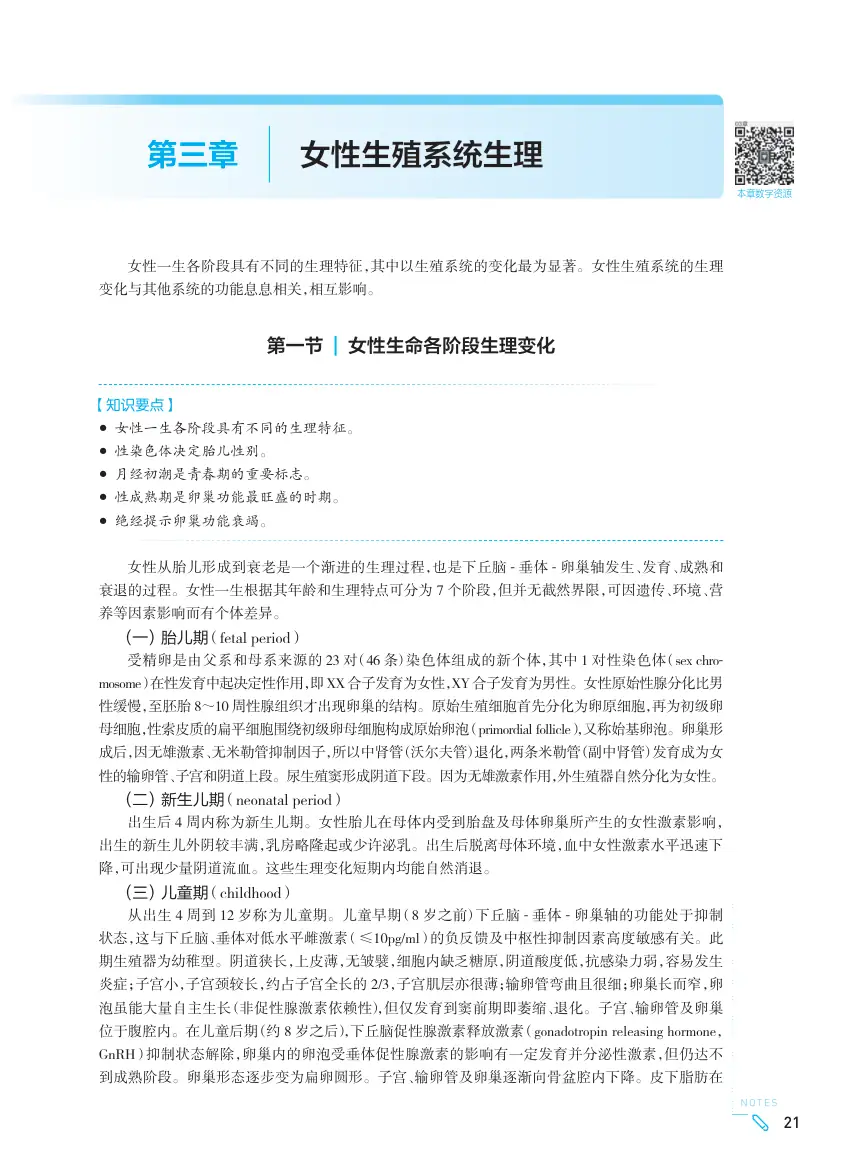 第三章
女性生殖系统生理
本章数字资源
女性一生各阶段具有不同的生理特征,其中以生殖系统的变化最为显著。女性生殖系统的生理
变化与其他系统的功能息息相关,相互影响。
第一节 | 女性生命各阶段生理变化
【知识要点】
● 女性一生各阶段具有不同的生理特征。
● 性染色体决定胎儿性别。
● 月经初潮是青春期的重要标志。
● 性成熟期是卵巢功能最旺盛的时期。
● 绝经提示卵巢功能衰竭。
女性从胎儿形成到衰老是一个渐进的生理过程,也是下丘脑 - 垂体 - 卵巢轴发生、发育、成熟和
衰退的过程。女性一生根据其年龄和生理特点可分为 7 个阶段,但并无截然界限,可因遗传、环境、营
养等因素影响而有个体差异。
(一) 胎儿期(fetal period)
受精卵是由父系和母系来源的 23 对(46 条)染色体组成的新个体,其中 1 对性染色体(sex chro-
mosome)在性发育中起决定性作用,即 XX 合子发育为女性,XY 合子发育为男性。女性原始性腺分化比男
性缓慢,至胚胎 8～10 周性腺组织才出现卵巢的结构。原始生殖细胞首先分化为卵原细胞,再为初级卵
母细胞,性索皮质的扁平细胞围绕初级卵母细胞构成原始卵泡(primordial follicle),又称始基卵泡。卵巢形
成后,因无雄激素、无米勒管抑制因子,所以中肾管(沃尔夫管)退化,两条米勒管(副中肾管)发育成为女
性的输卵管、子宫和阴道上段。尿生殖窦形成阴道下段。因为无雄激素作用,外生殖器自然分化为女性。
(二) 新生儿期(neonatal period)
出生后 4 周内称为新生儿期。女性胎儿在母体内受到胎盘及母体卵巢所产生的女性激素影响,
出生的新生儿外阴较丰满,乳房略隆起或少许泌乳。出生后脱离母体环境,血中女性激素水平迅速下
降,可出现少量阴道流血。这些生理变化短期内均能自然消退。
(三) 儿童期(childhood)
从出生 4 周到 12 岁称为儿童期。儿童早期(8 岁之前)下丘脑 - 垂体 - 卵巢轴的功能处于抑制
状态,这与下丘脑、垂体对低水平雌激素(≤10pg/ml)的负反馈及中枢性抑制因素高度敏感有关。此
期生殖器为幼稚型。阴道狭长,上皮薄,无皱襞,细胞内缺乏糖原,阴道酸度低,抗感染力弱,容易发生
炎症;子宫小,子宫颈较长,约占子宫全长的 2/3,子宫肌层亦很薄;输卵管弯曲且很细;卵巢长而窄,卵
泡虽能大量自主生长(非促性腺激素依赖性),但仅发育到窦前期即萎缩、退化。子宫、输卵管及卵巢
位于腹腔内。在儿童后期(约 8 岁之后),下丘脑促性腺激素释放激素(gonadotropin releasing hormone,
GnRH)抑制状态解除,卵巢内的卵泡受垂体促性腺激素的影响有一定发育并分泌性激素,但仍达不
到成熟阶段。卵巢形态逐步变为扁卵圆形。子宫、输卵管及卵巢逐渐向骨盆腔内下降。皮下脂肪在
NOTES
21